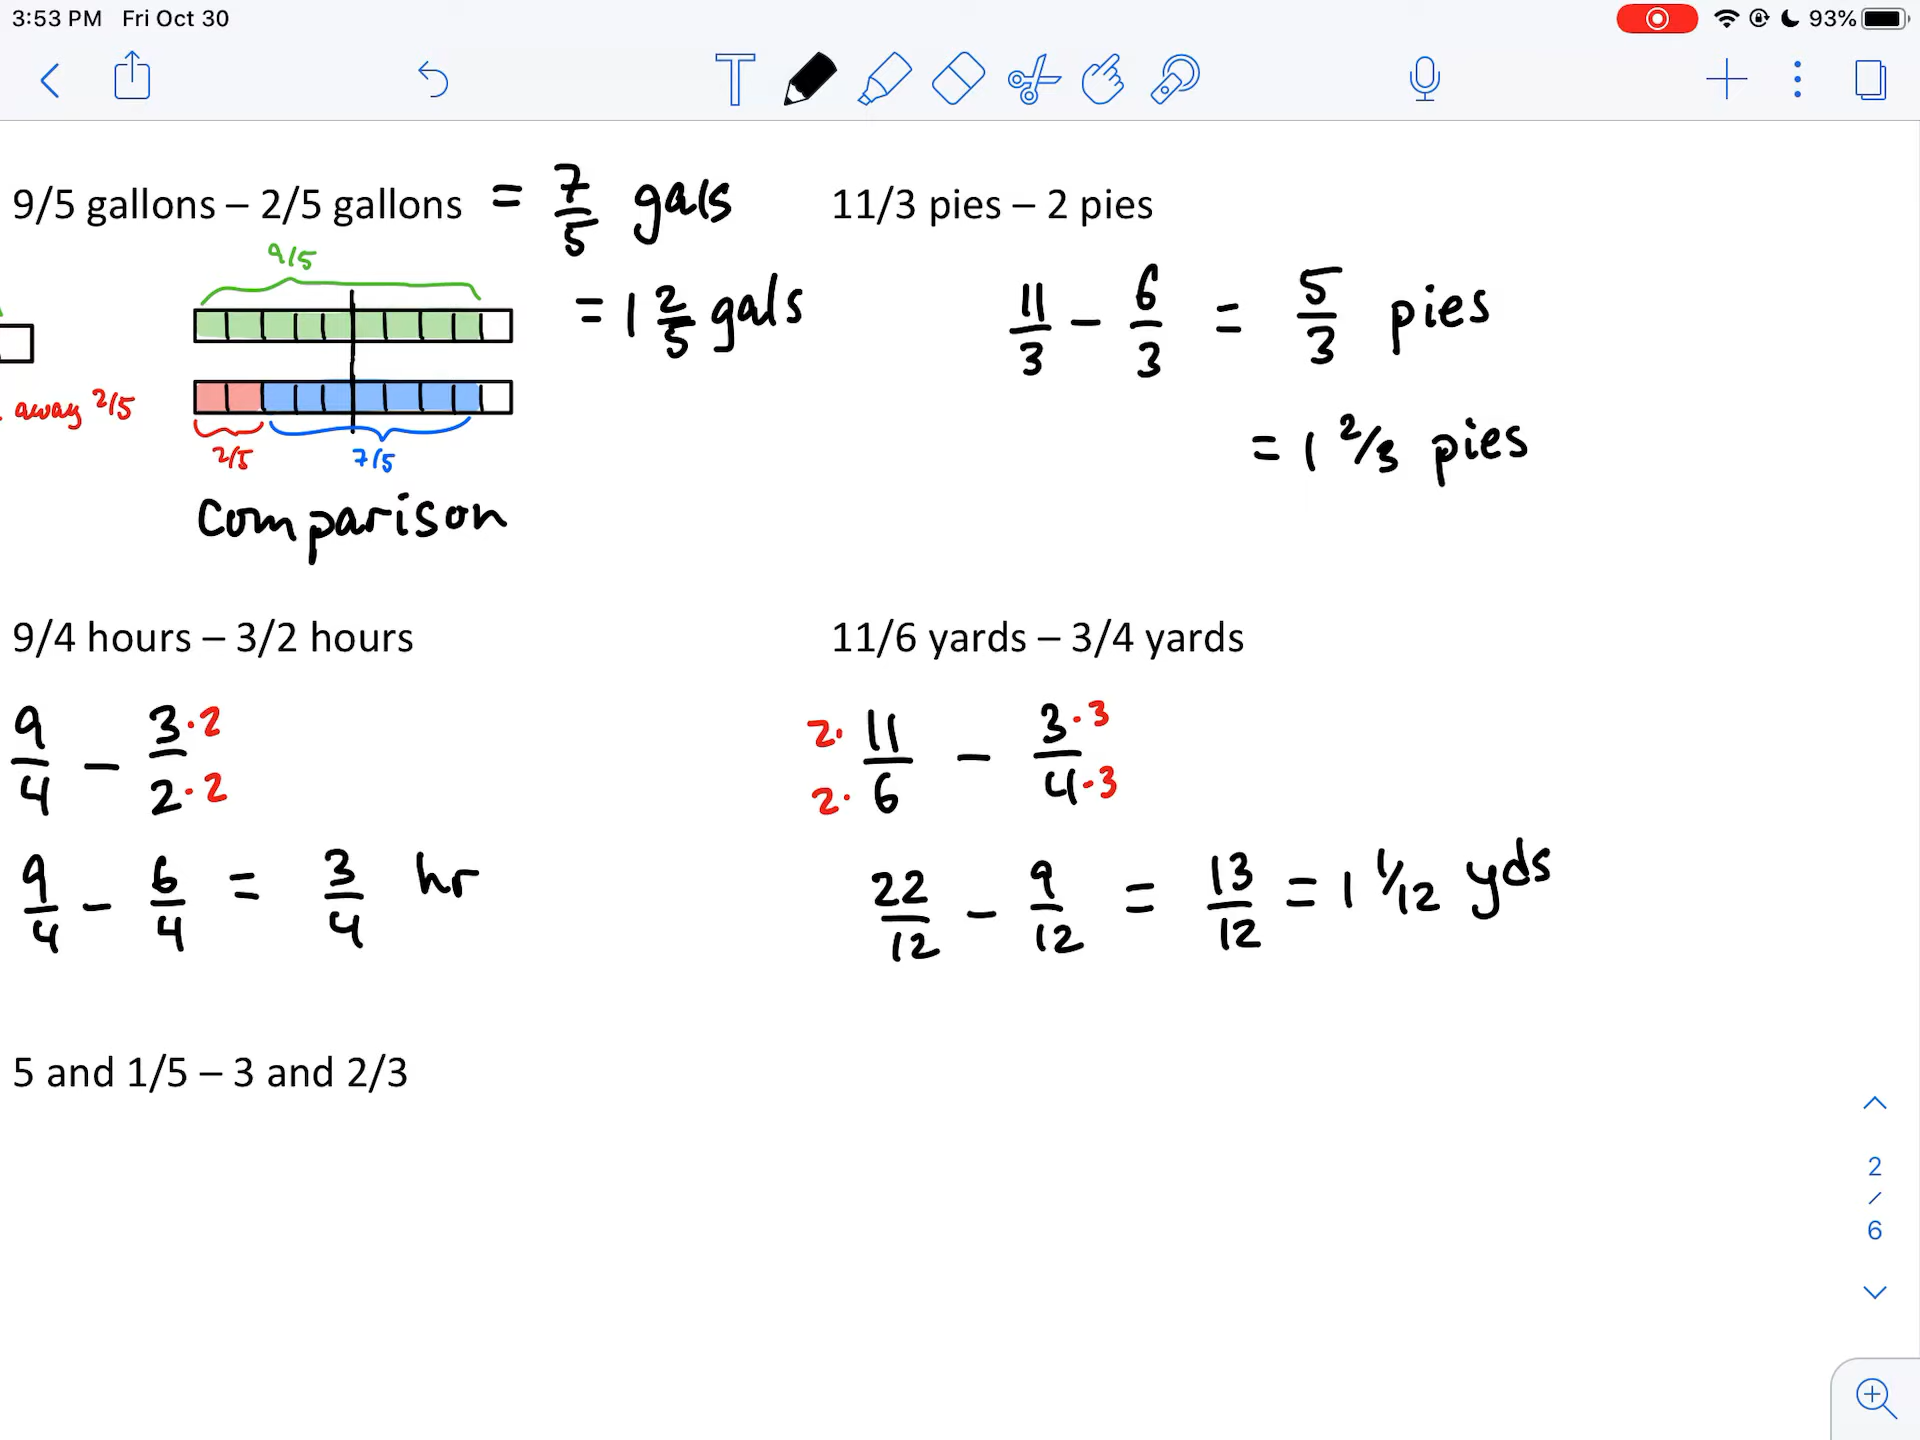 3:53 PM Fri Oct 30
93%
T
9/5 gallons – 2/5 gallons = 7/5 gals
= 1 2/5 gals
9/5
away 2/5
2/5 7/5
comparison
11/3 pies – 2 pies
11/3 – 6/3 = 5/3 pies
= 1 2/3 pies
9/4 hours – 3/2 hours
9/4 – 3·2/2·2
9/4 – 6/4 = 3/4 hr
11/6 yards – 3/4 yards
2·11/2·6 – 3·3/4·3
22/12 – 9/12 = 13/12 = 1 1/12 yds
5 and 1/5 – 3 and 2/3
2
/
6